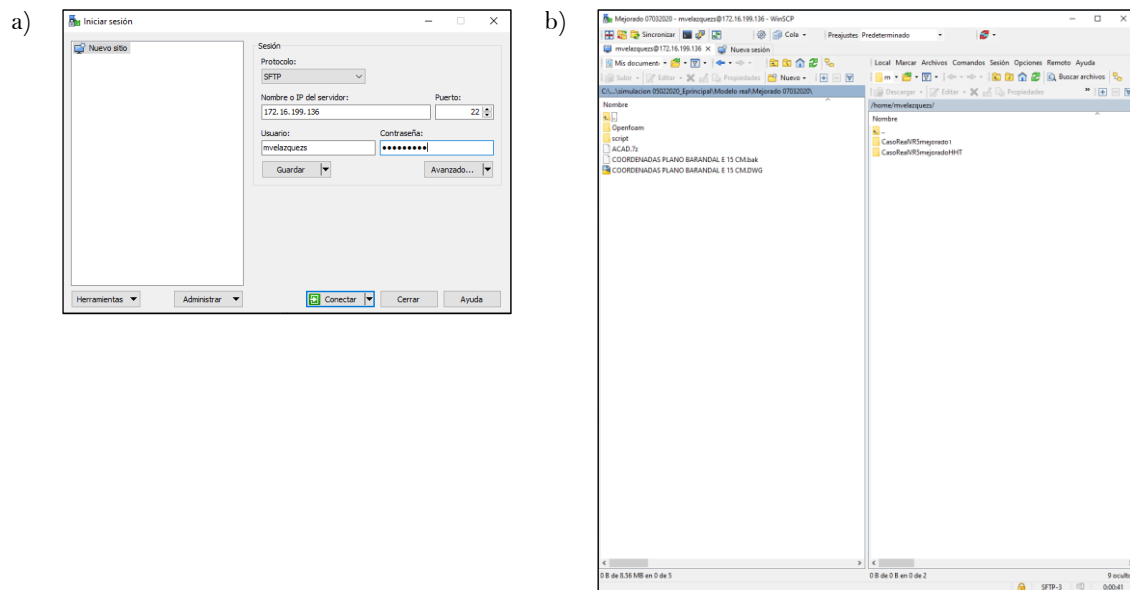 a)
Iniciar sesión
Nuevo sitio
Sesión
Protocolo:
SFTP
Nombre o IP del servidor:
Puerto:
172.16.199.136
22
Usuario:
Contraseña:
mvelazquezs
Guardar
Avanzado...
Herramientas
Administrar
Conectar
Cerrar
Ayuda
b)
Mejorado 07032020 - mvelazquezs@172.16.199.136 - WinSCP
Sincronizar
Cola
Preajustes Predeterminado
mvelazquezs@172.16.199.136
Nueva sesión
Mis document
Subir
Editar
Propiedades
Nuevo
C:\...\simulacion 05022020_Eprincipal\Modelo real\Mejorado 07032020\
Nombre
..
Openfoam
script
ACAD.7z
COORDENADAS PLANO BARANDAL E 15 CM.bak
COORDENADAS PLANO BARANDAL E 15 CM.DWG
0 B de 8,56 MB en 0 de 5
Local Marcar Archivos Comandos Sesión Opciones Remoto Ayuda
m
Buscar archivos
Descargar
Editar
Propiedades
/home/mvelazquezs/
Nombre
..
CasoRealVR5mejorado1
CasoRealVR5mejoradoHHT
0 B de 0 B en 0 de 2
9 oculto
SFTP-3
0:00:41